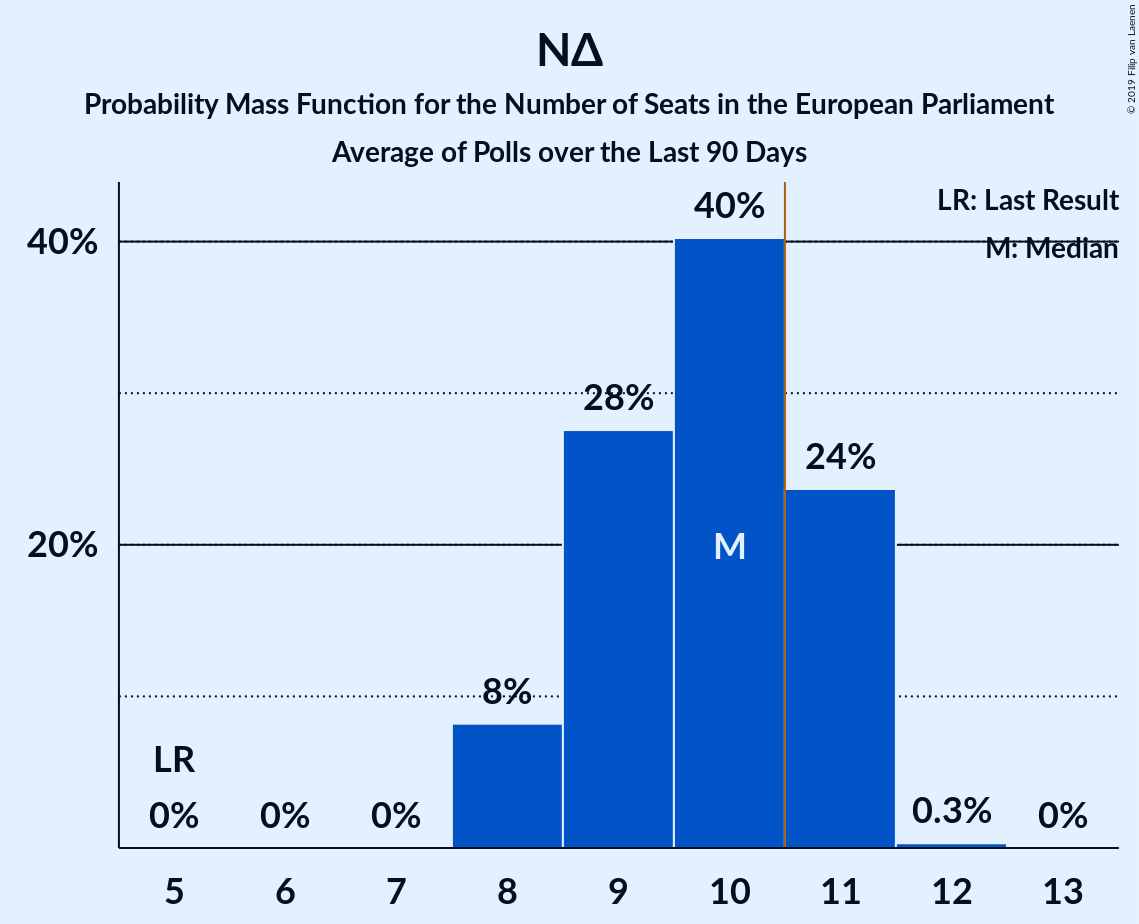 NΔ
Probability Mass Function for the Number of Seats in the European Parliament
Average of Polls over the Last 90 Days
© 2019 Filip van Laenen
LR: Last Result
M: Median
40%
20%
LR
0%
0%
0%
8%
28%
40%
M
24%
0.3%
0%
5 6 7 8 9 10 11 12 13